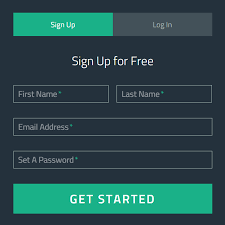 Sign Up Log In
Sign Up for Free
First Name* Last Name*
Email Address*
Set A Password*
GET STARTED